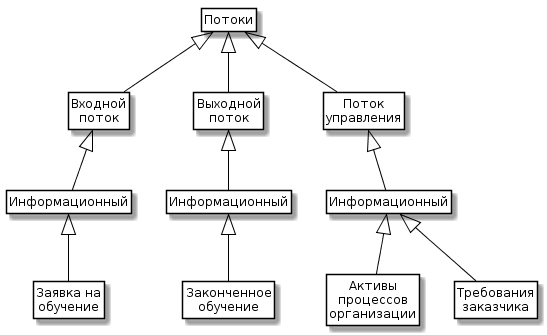 Потоки
Входной
поток
Выходной
поток
Поток
управления
Информационный
Информационный
Информационный
Заявка на
обучение
Законченное
обучение
Активы
процессов
организации
Требования
заказчика